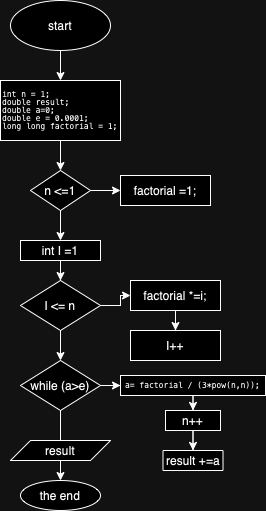 start
int n = 1;
double result;
double a=0;
double e = 0.0001;
long long factorial = 1;
n <=1
factorial =1;
int I =1
I <= n
factorial *=i;
I++
while (a>e)
a= factorial / (3*pow(n,n));
n++
result
result +=a
the end